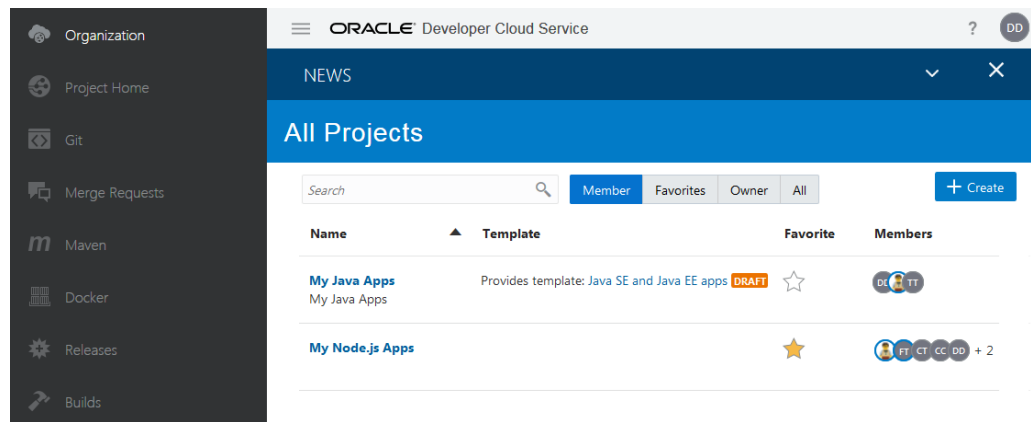 Organization
Project Home
Git
Merge Requests
m Maven
Docker
Releases
Builds
ORACLE® Developer Cloud Service ? DD
NEWS
All Projects
Search Member Favorites Owner All + Create
Name Template Favorite Members
My Java Apps Provides template: Java SE and Java EE apps DRAFT TT
My Java Apps
My Node.js Apps FT CT CC DD + 2